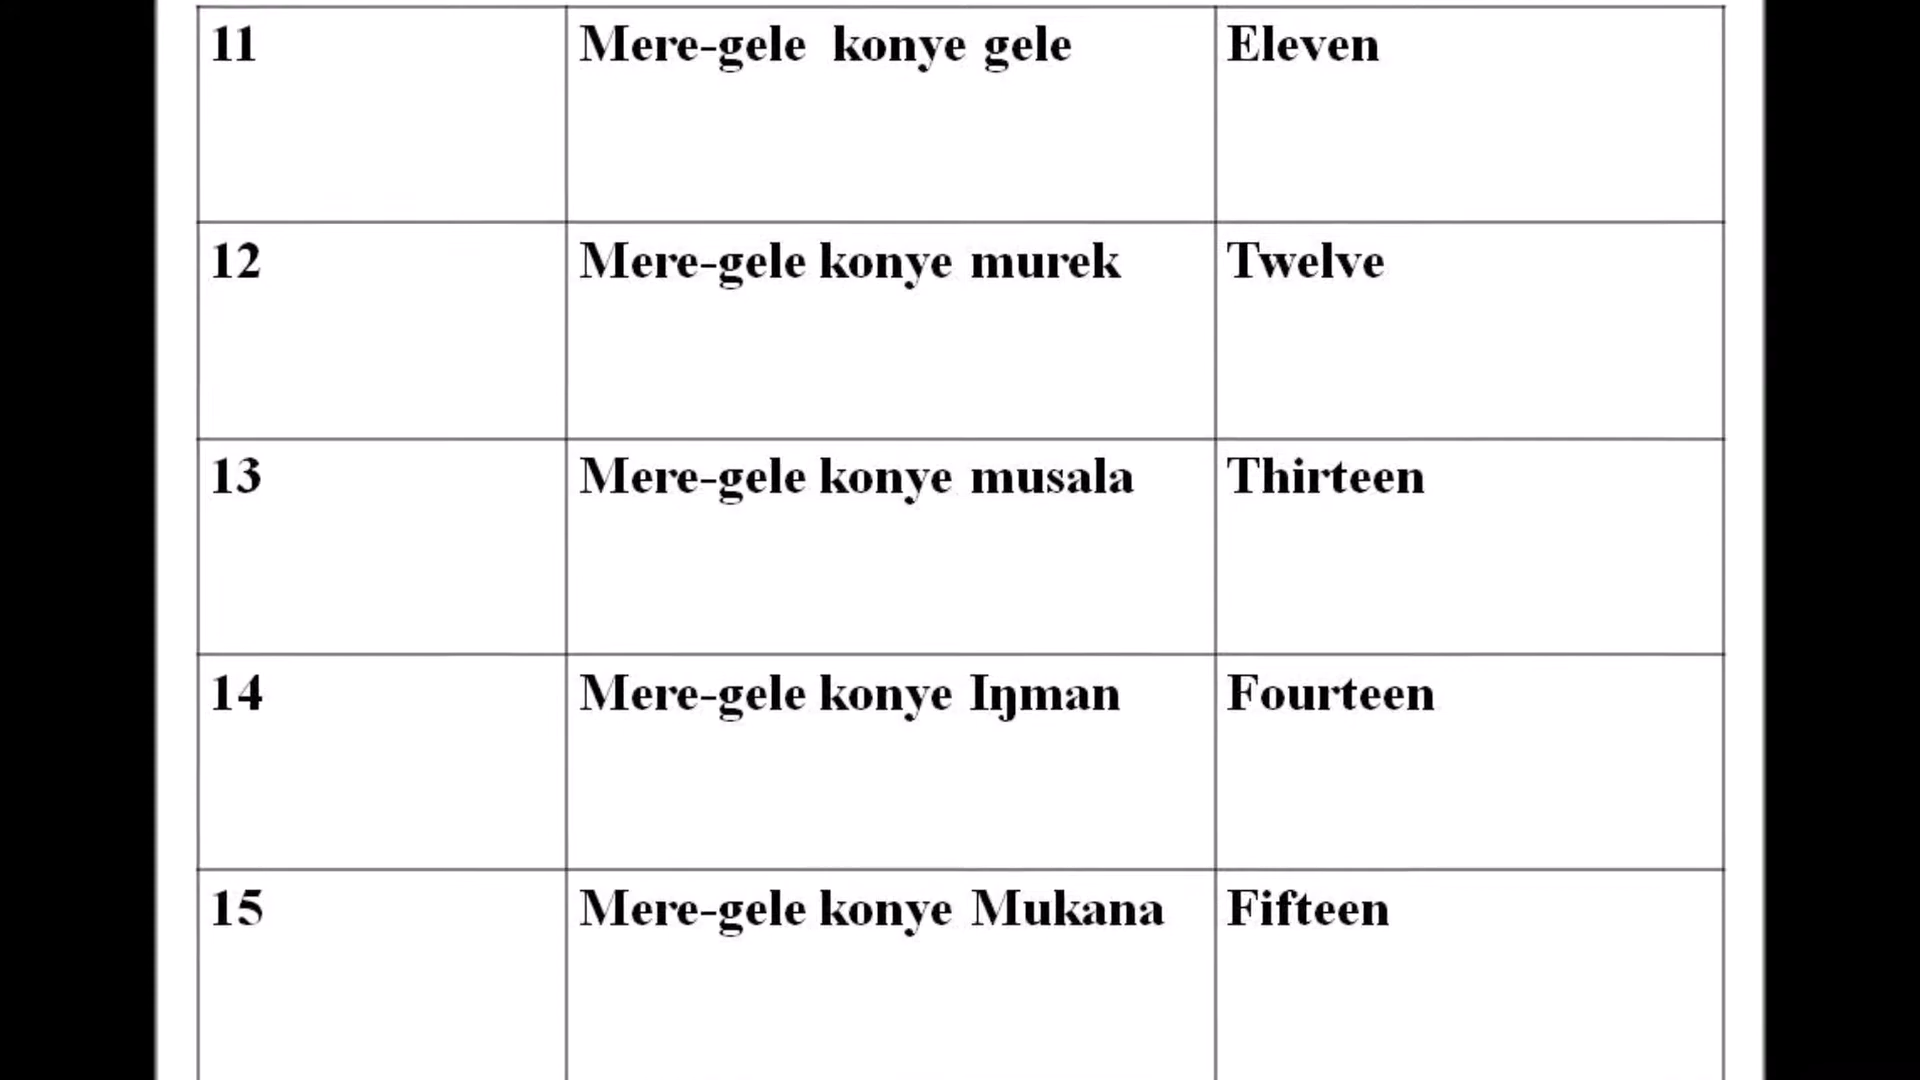 11 Mere-gele konye gele Eleven
12 Mere-gele konye murek Twelve
13 Mere-gele konye musala Thirteen
14 Mere-gele konye Iŋman Fourteen
15 Mere-gele konye Mukana Fifteen